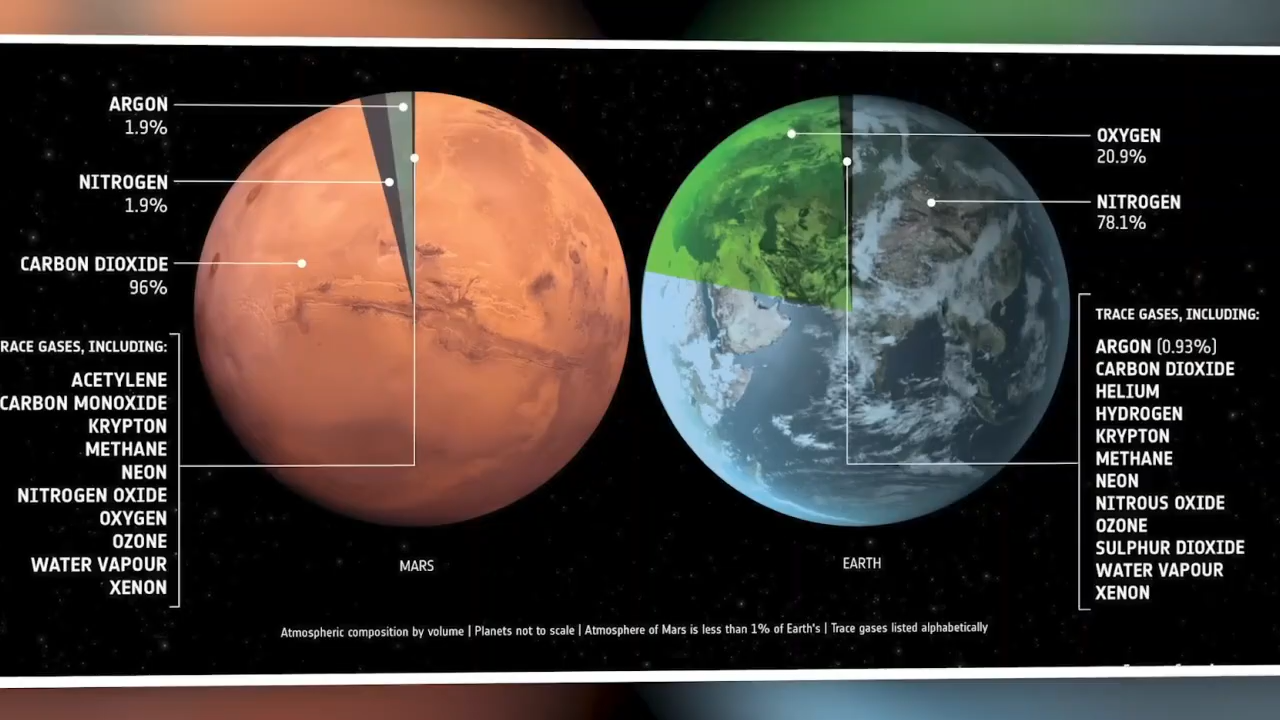 ARGON
1.9%
NITROGEN
1.9%
CARBON DIOXIDE
96%
RACE GASES, INCLUDING:
ACETYLENE
CARBON MONOXIDE
KRYPTON
METHANE
NEON
NITROGEN OXIDE
OXYGEN
OZONE
WATER VAPOUR
XENON
MARS
OXYGEN
20.9%
NITROGEN
78.1%
TRACE GASES, INCLUDING:
ARGON (0.93%)
CARBON DIOXIDE
HELIUM
HYDROGEN
KRYPTON
METHANE
NEON
NITROUS OXIDE
OZONE
SULPHUR DIOXIDE
WATER VAPOUR
XENON
EARTH
Atmospheric composition by volume | Planets not to scale | Atmosphere of Mars is less than 1% of Earth's | Trace gases listed alphabetically